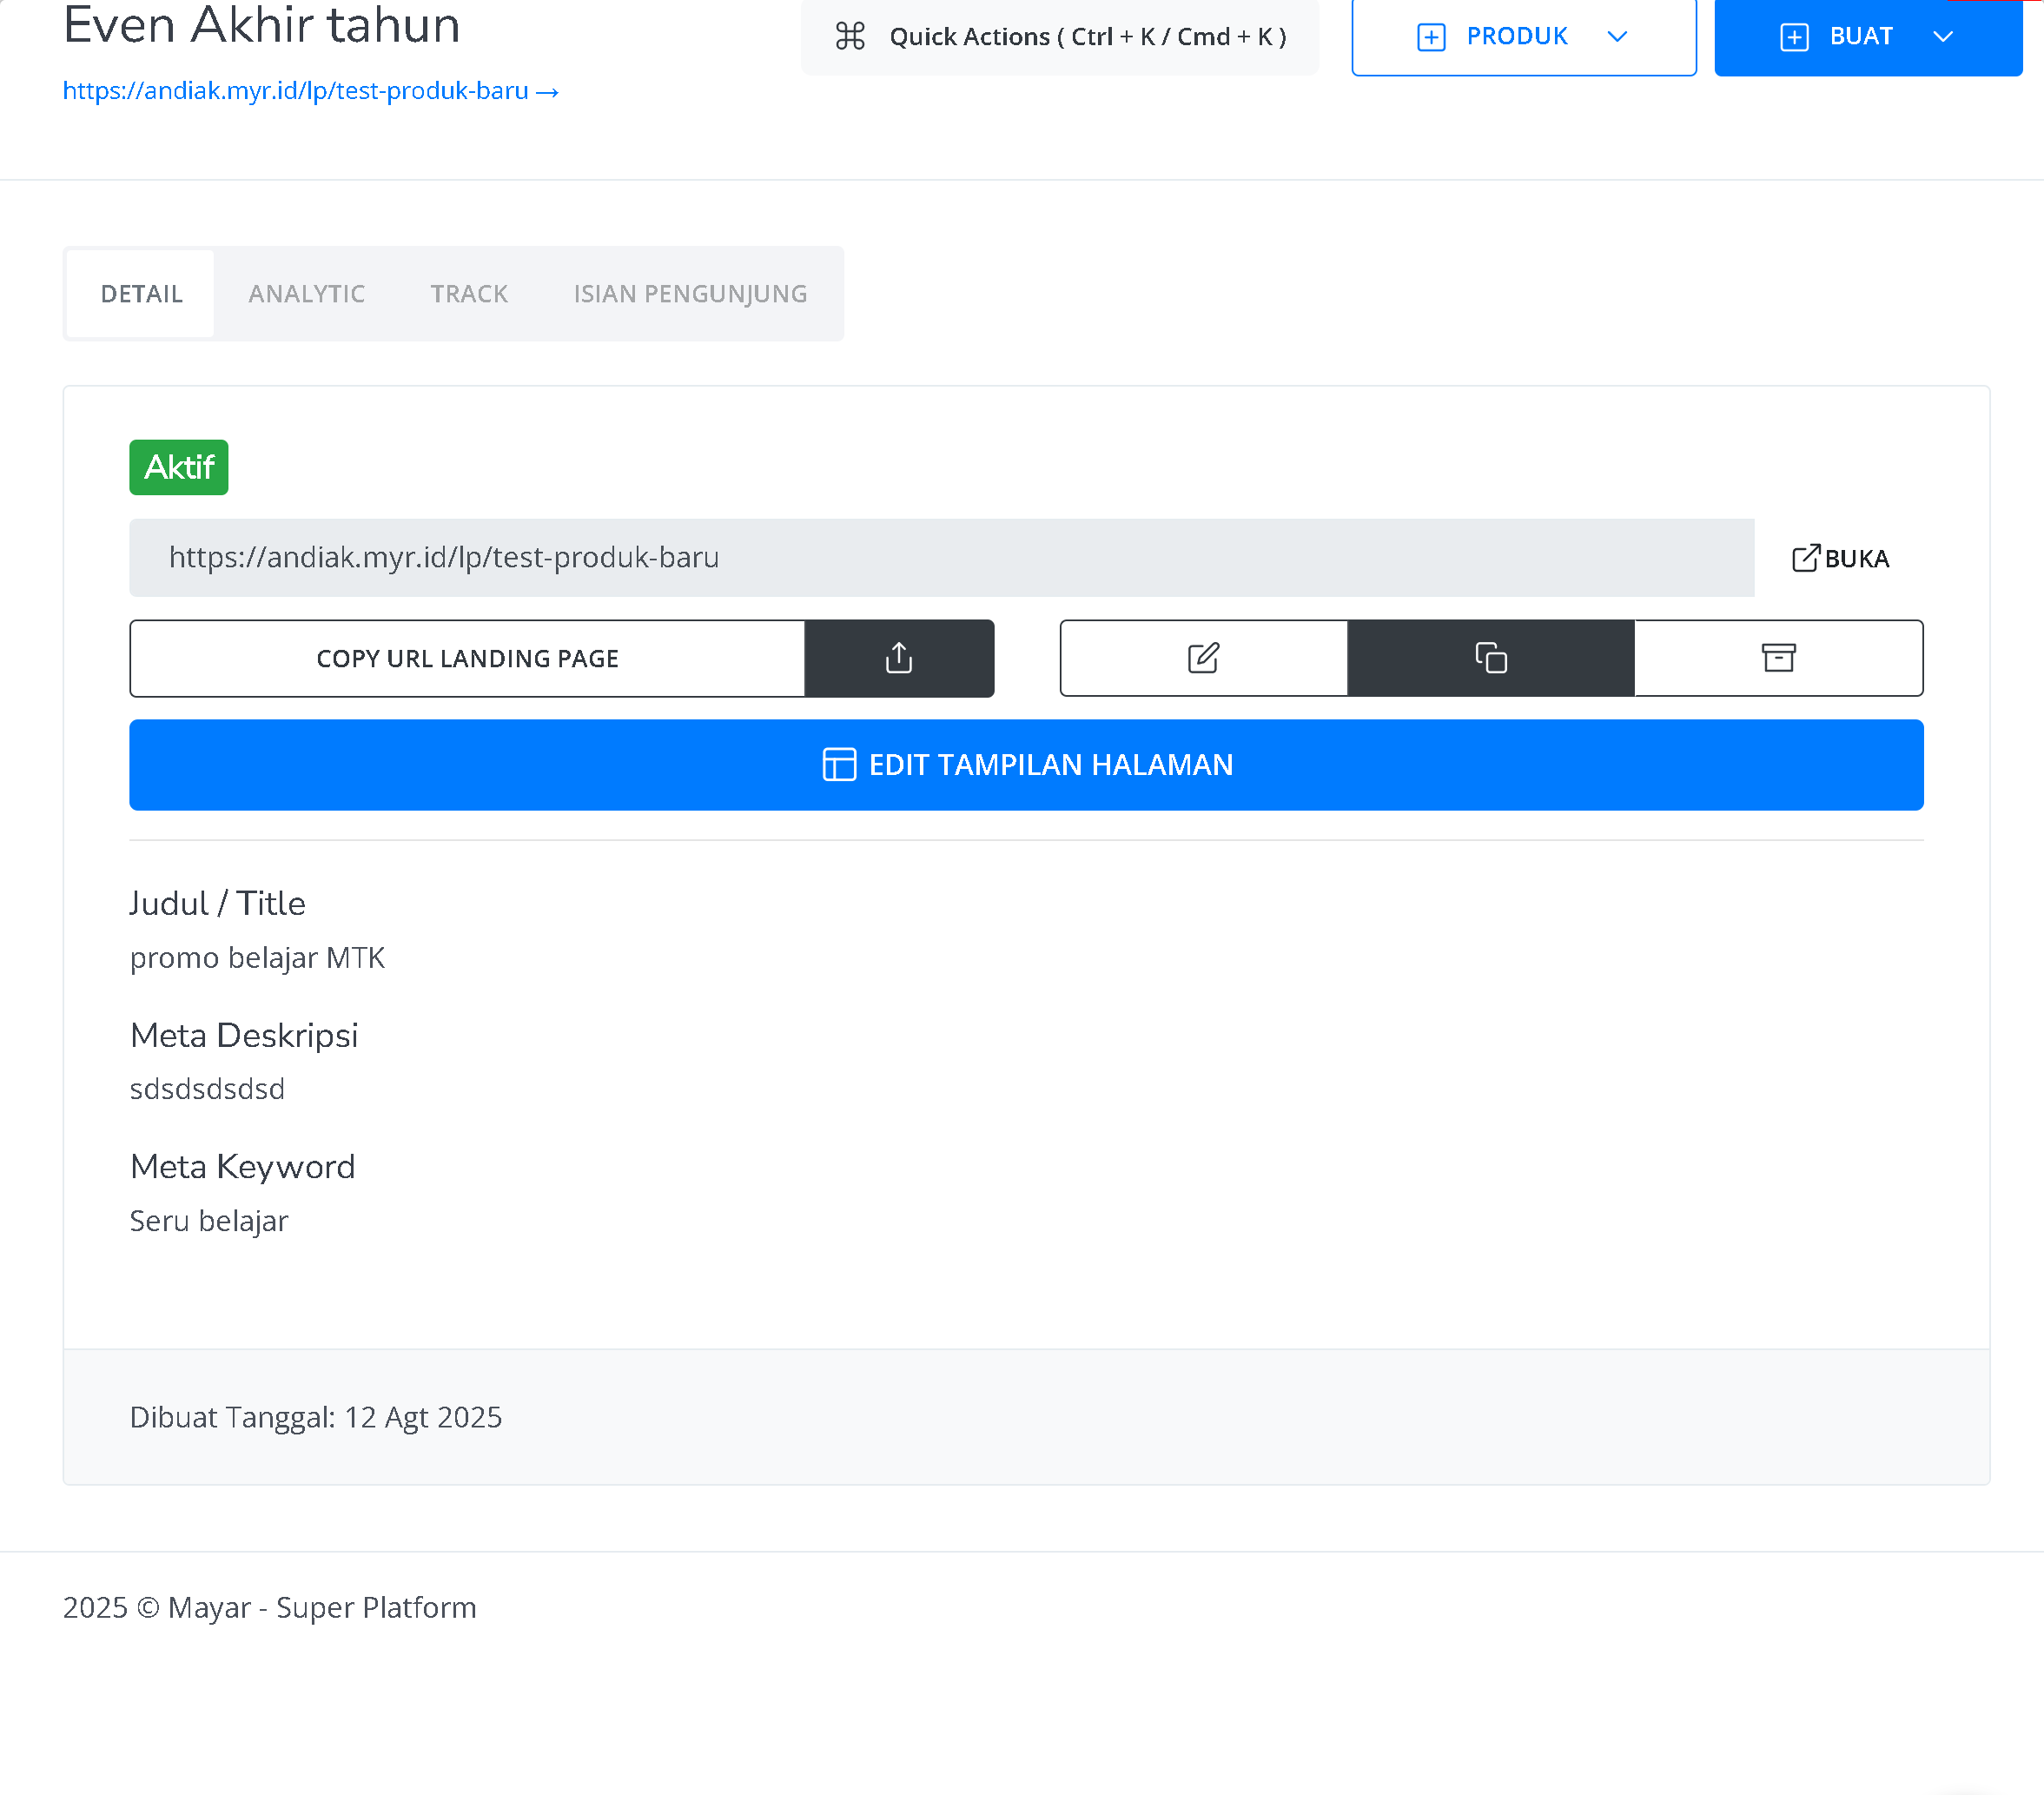 Even Akhir tahun
Quick Actions ( Ctrl + K / Cmd + K )
PRODUK
BUAT
https://andiak.myr.id/lp/test-produk-baru →
DETAIL
ANALYTIC
TRACK
ISIAN PENGUNJUNG
Aktif
https://andiak.myr.id/lp/test-produk-baru
BUKA
COPY URL LANDING PAGE
EDIT TAMPILAN HALAMAN
Judul / Title
promo belajar MTK
Meta Deskripsi
sdsdsdsdsd
Meta Keyword
Seru belajar
Dibuat Tanggal: 12 Agt 2025
2025 © Mayar - Super Platform